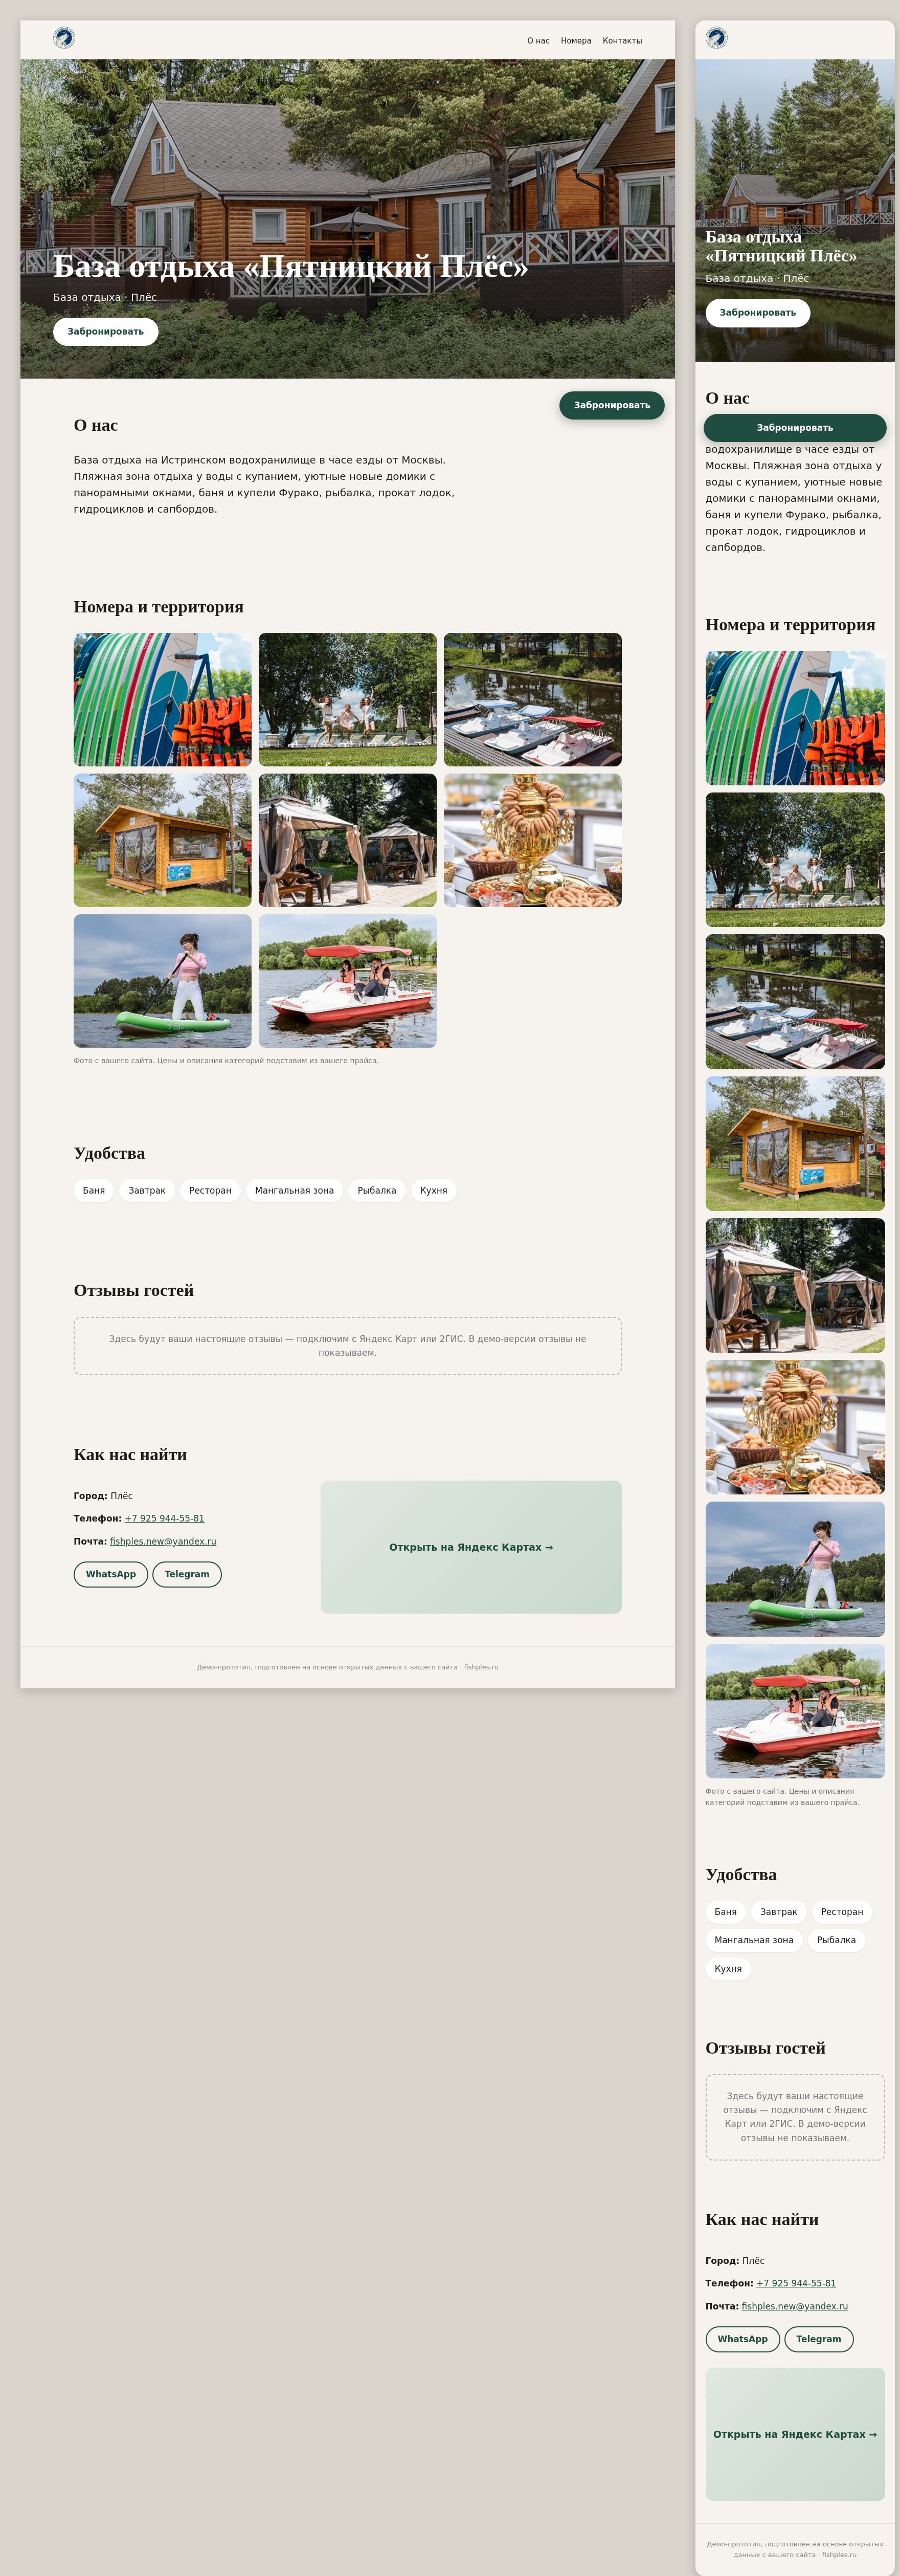 О нас
Номера
Контакты
База отдыха «Пятницкий Плёс»
База отдыха · Плёс
Забронировать
Забронировать
О нас
База отдыха на Истринском водохранилище в часе езды от Москвы.
Пляжная зона отдыха у воды с купанием, уютные новые домики с
панорамными окнами, баня и купели Фурако, рыбалка, прокат лодок,
гидроциклов и сапбордов.
Номера и территория
Фото с вашего сайта. Цены и описания категорий подставим из вашего прайса.
Удобства
Баня
Завтрак
Ресторан
Мангальная зона
Рыбалка
Кухня
Отзывы гостей
Здесь будут ваши настоящие отзывы — подключим с Яндекс Карт или 2ГИС. В демо-версии отзывы не
показываем.
Как нас найти
Город: Плёс
Телефон: +7 925 944-55-81
Почта: fishples.new@yandex.ru
WhatsApp
Telegram
Открыть на Яндекс Картах →
Демо-прототип, подготовлен на основе открытых данных с вашего сайта · fishples.ru
База отдыха
«Пятницкий Плёс»
База отдыха · Плёс
Забронировать
О нас
Забронировать
водохранилище в часе езды от
Москвы. Пляжная зона отдыха у
воды с купанием, уютные новые
домики с панорамными окнами,
баня и купели Фурако, рыбалка,
прокат лодок, гидроциклов и
сапбордов.
Номера и территория
Фото с вашего сайта. Цены и описания
категорий подставим из вашего прайса.
Удобства
Баня
Завтрак
Ресторан
Мангальная зона
Рыбалка
Кухня
Отзывы гостей
Здесь будут ваши настоящие
отзывы — подключим с Яндекс
Карт или 2ГИС. В демо-версии
отзывы не показываем.
Как нас найти
Город: Плёс
Телефон: +7 925 944-55-81
Почта: fishples.new@yandex.ru
WhatsApp
Telegram
Открыть на Яндекс Картах →
Демо-прототип, подготовлен на основе открытых
данных с вашего сайта · fishples.ru